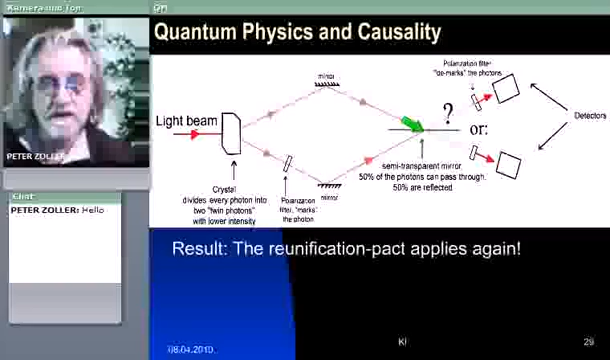 Kamera und Ton
PETER ZOLLER
Chat
PETER ZOLLER: Hello
Quantum Physics and Causality
Light beam
mirror
Polarization filter
"de-marks" the photons
?
or:
Detectors
semi-transparent mirror
50% of the photons can pass through,
50% are reflected
Crystal
divides every photon into
two "twin photons"
with lower intensity
Polarization
filter, "marks"
the photon
mirror
Result: The reunification-pact applies again!
08.04.2010.
KI
29